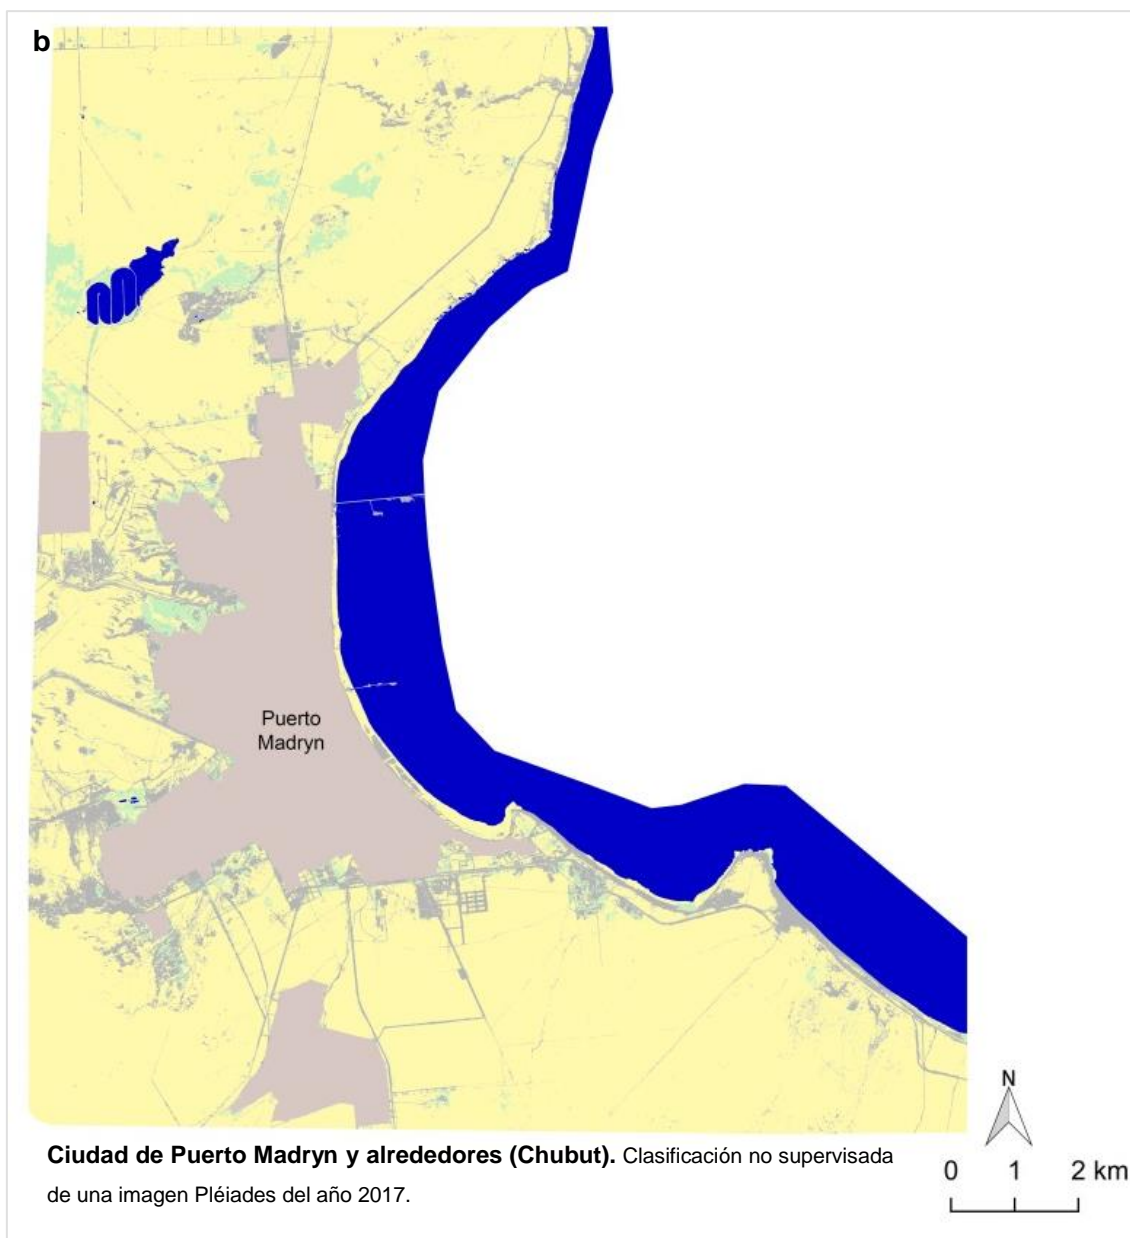 b
Puerto
Madryn
N
Ciudad de Puerto Madryn y alrededores (Chubut). Clasificación no supervisada
de una imagen Pléiades del año 2017.
0 1 2 km